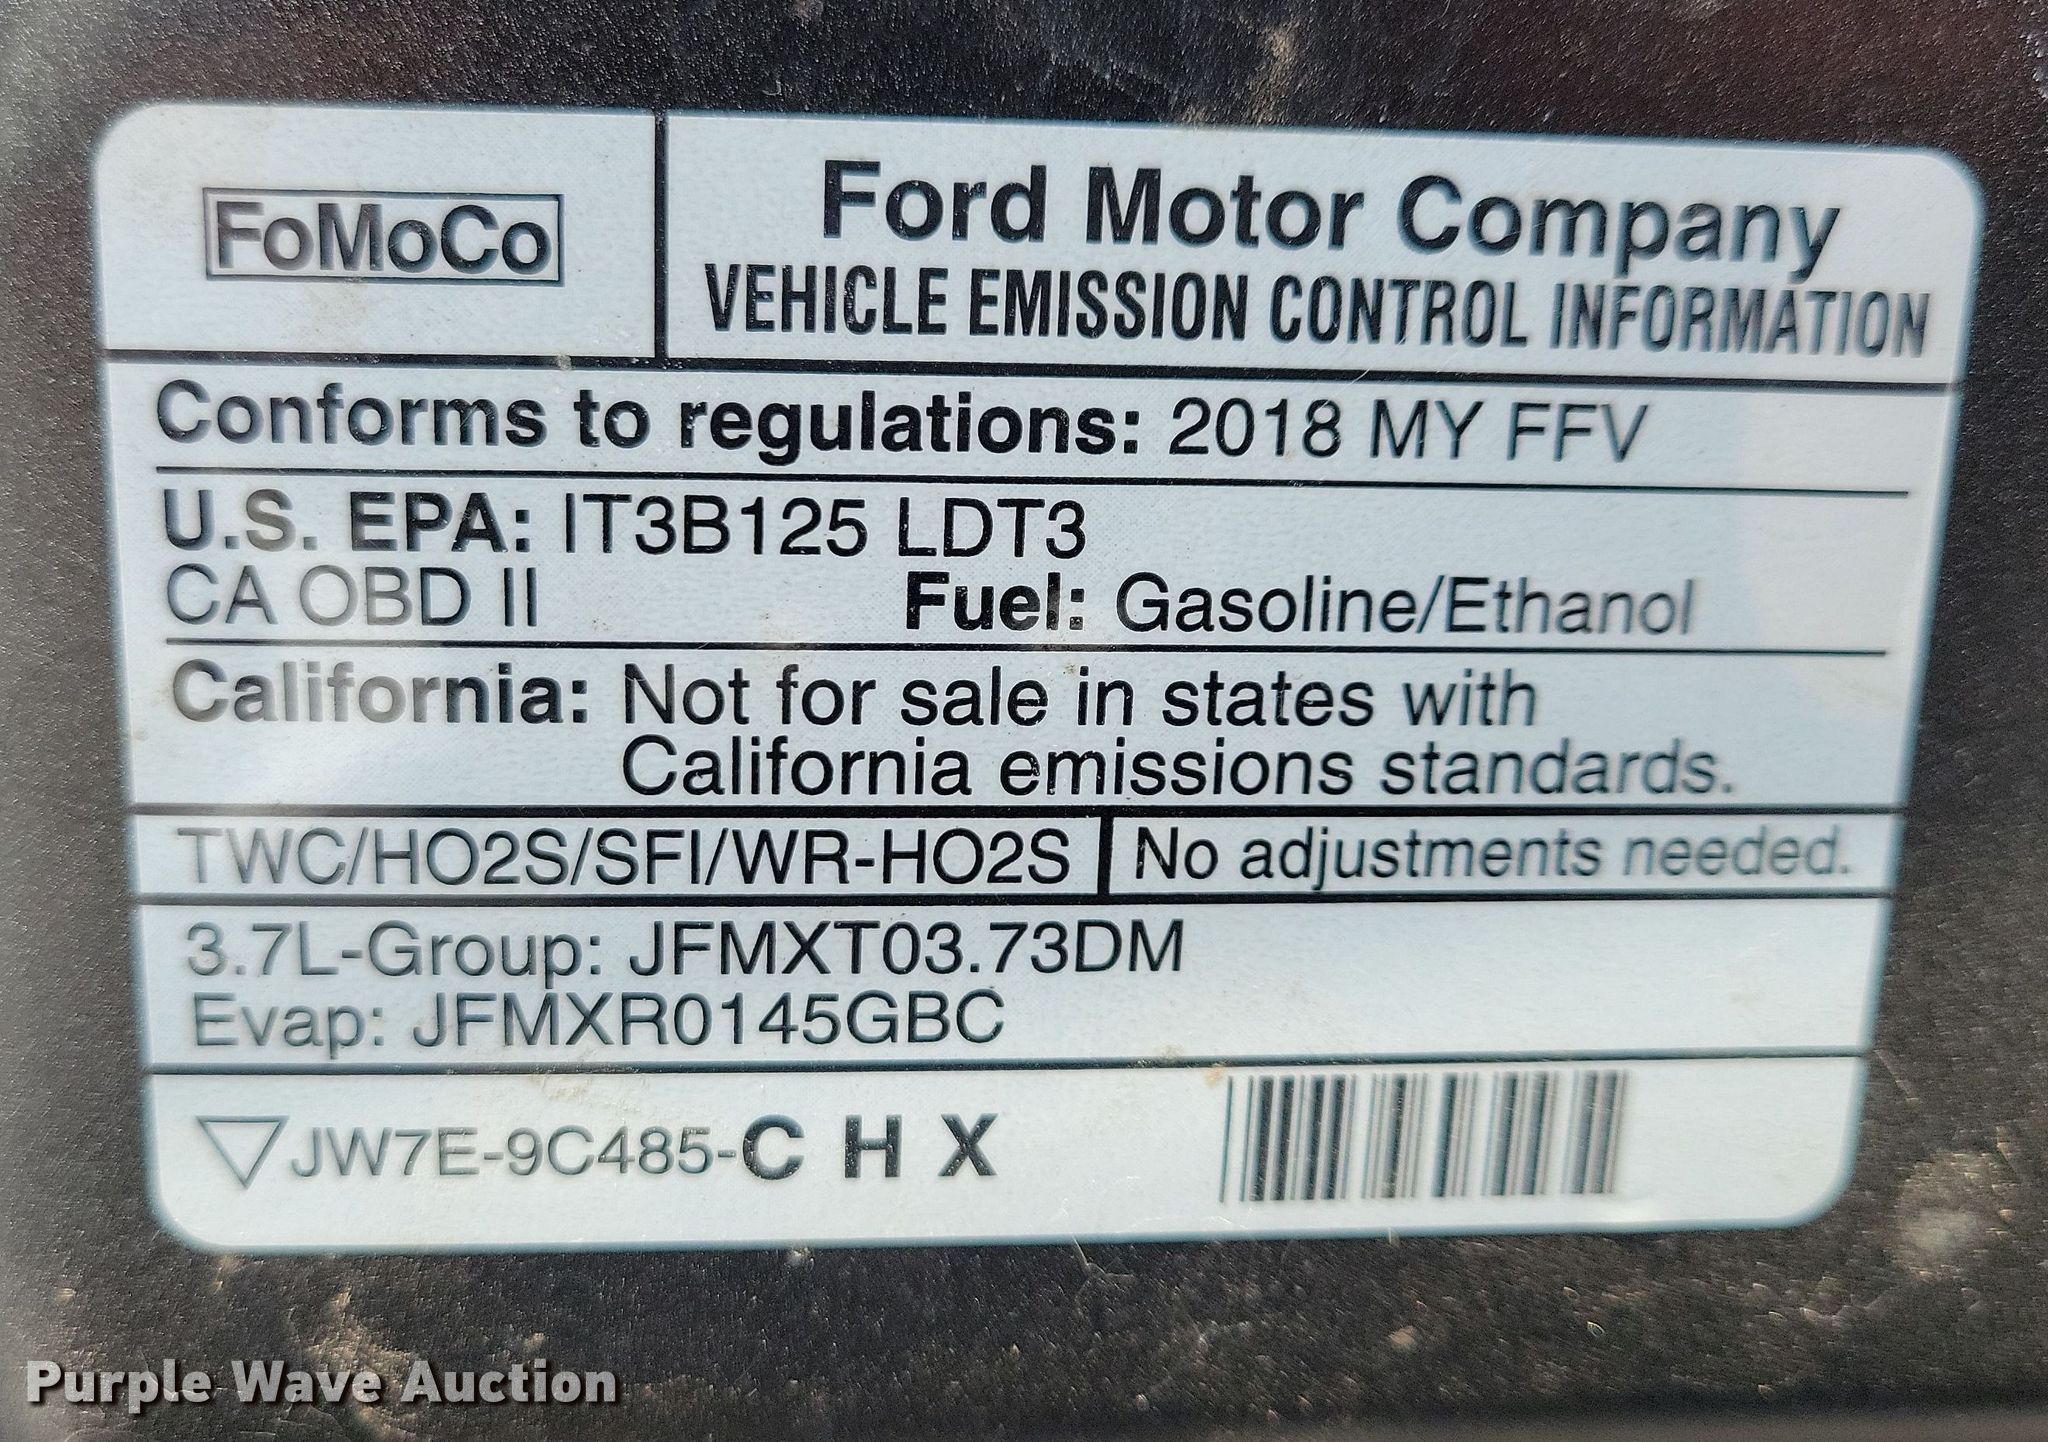 FoMoCo
Ford Motor Company
VEHICLE EMISSION CONTROL INFORMATION
Conforms to regulations: 2018 MY FFV
U.S. EPA: IT3B125 LDT3
CA OBD II Fuel: Gasoline/Ethanol
California: Not for sale in states with
California emissions standards.
TWC/HO2S/SFI/WR-HO2S No adjustments needed.
3.7L-Group: JFMXT03.73DM
Evap: JFMXR0145GBC
JW7E-9C485-C H X
Purple Wave Auction